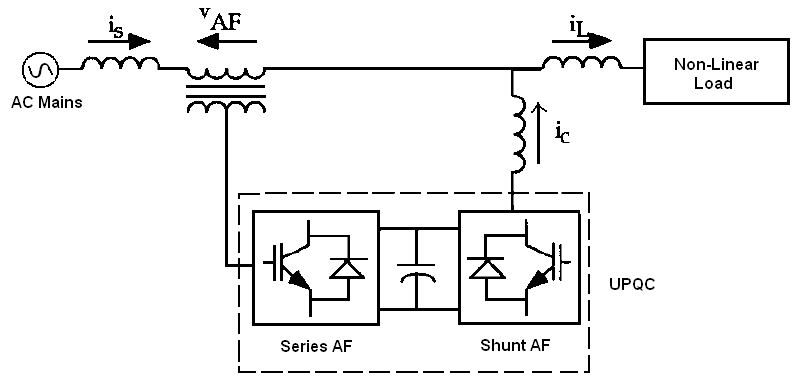 is
vAF
iL
AC Mains
Non-Linear
Load
ic
UPQC
Series AF
Shunt AF